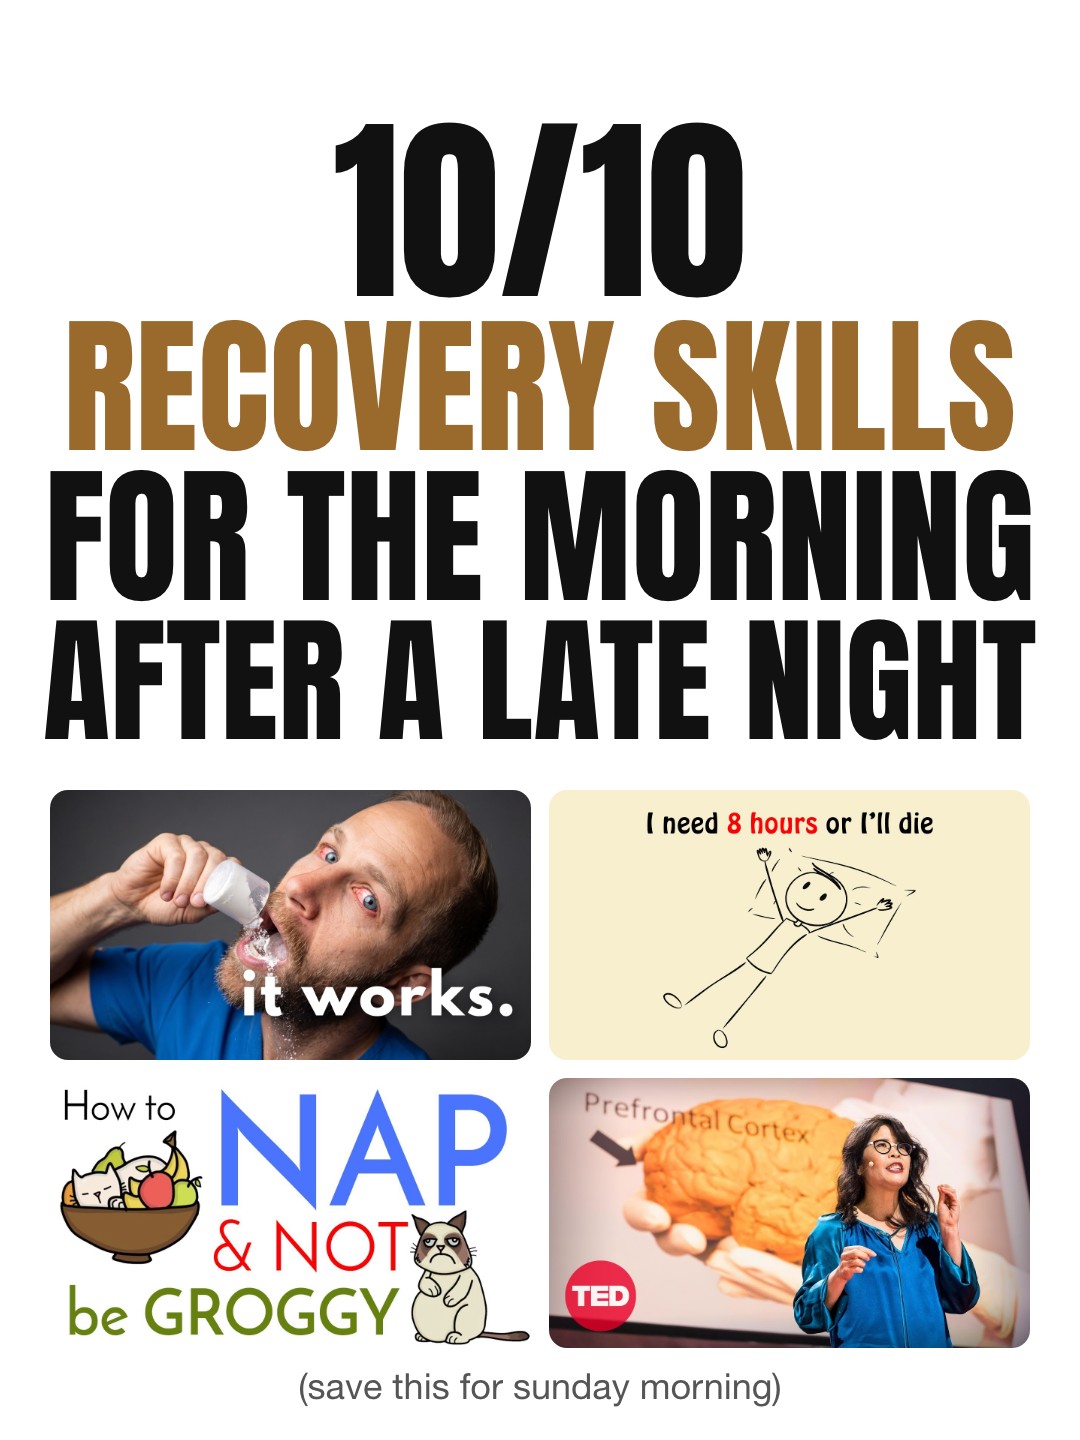 10/10
RECOVERY SKILLS
FOR THE MORNING
AFTER A LATE NIGHT
it works.
I need 8 hours or I'll die
How to
NAP
& NOT
be GROGGY
Prefrontal Cortex
TED
(save this for sunday morning)